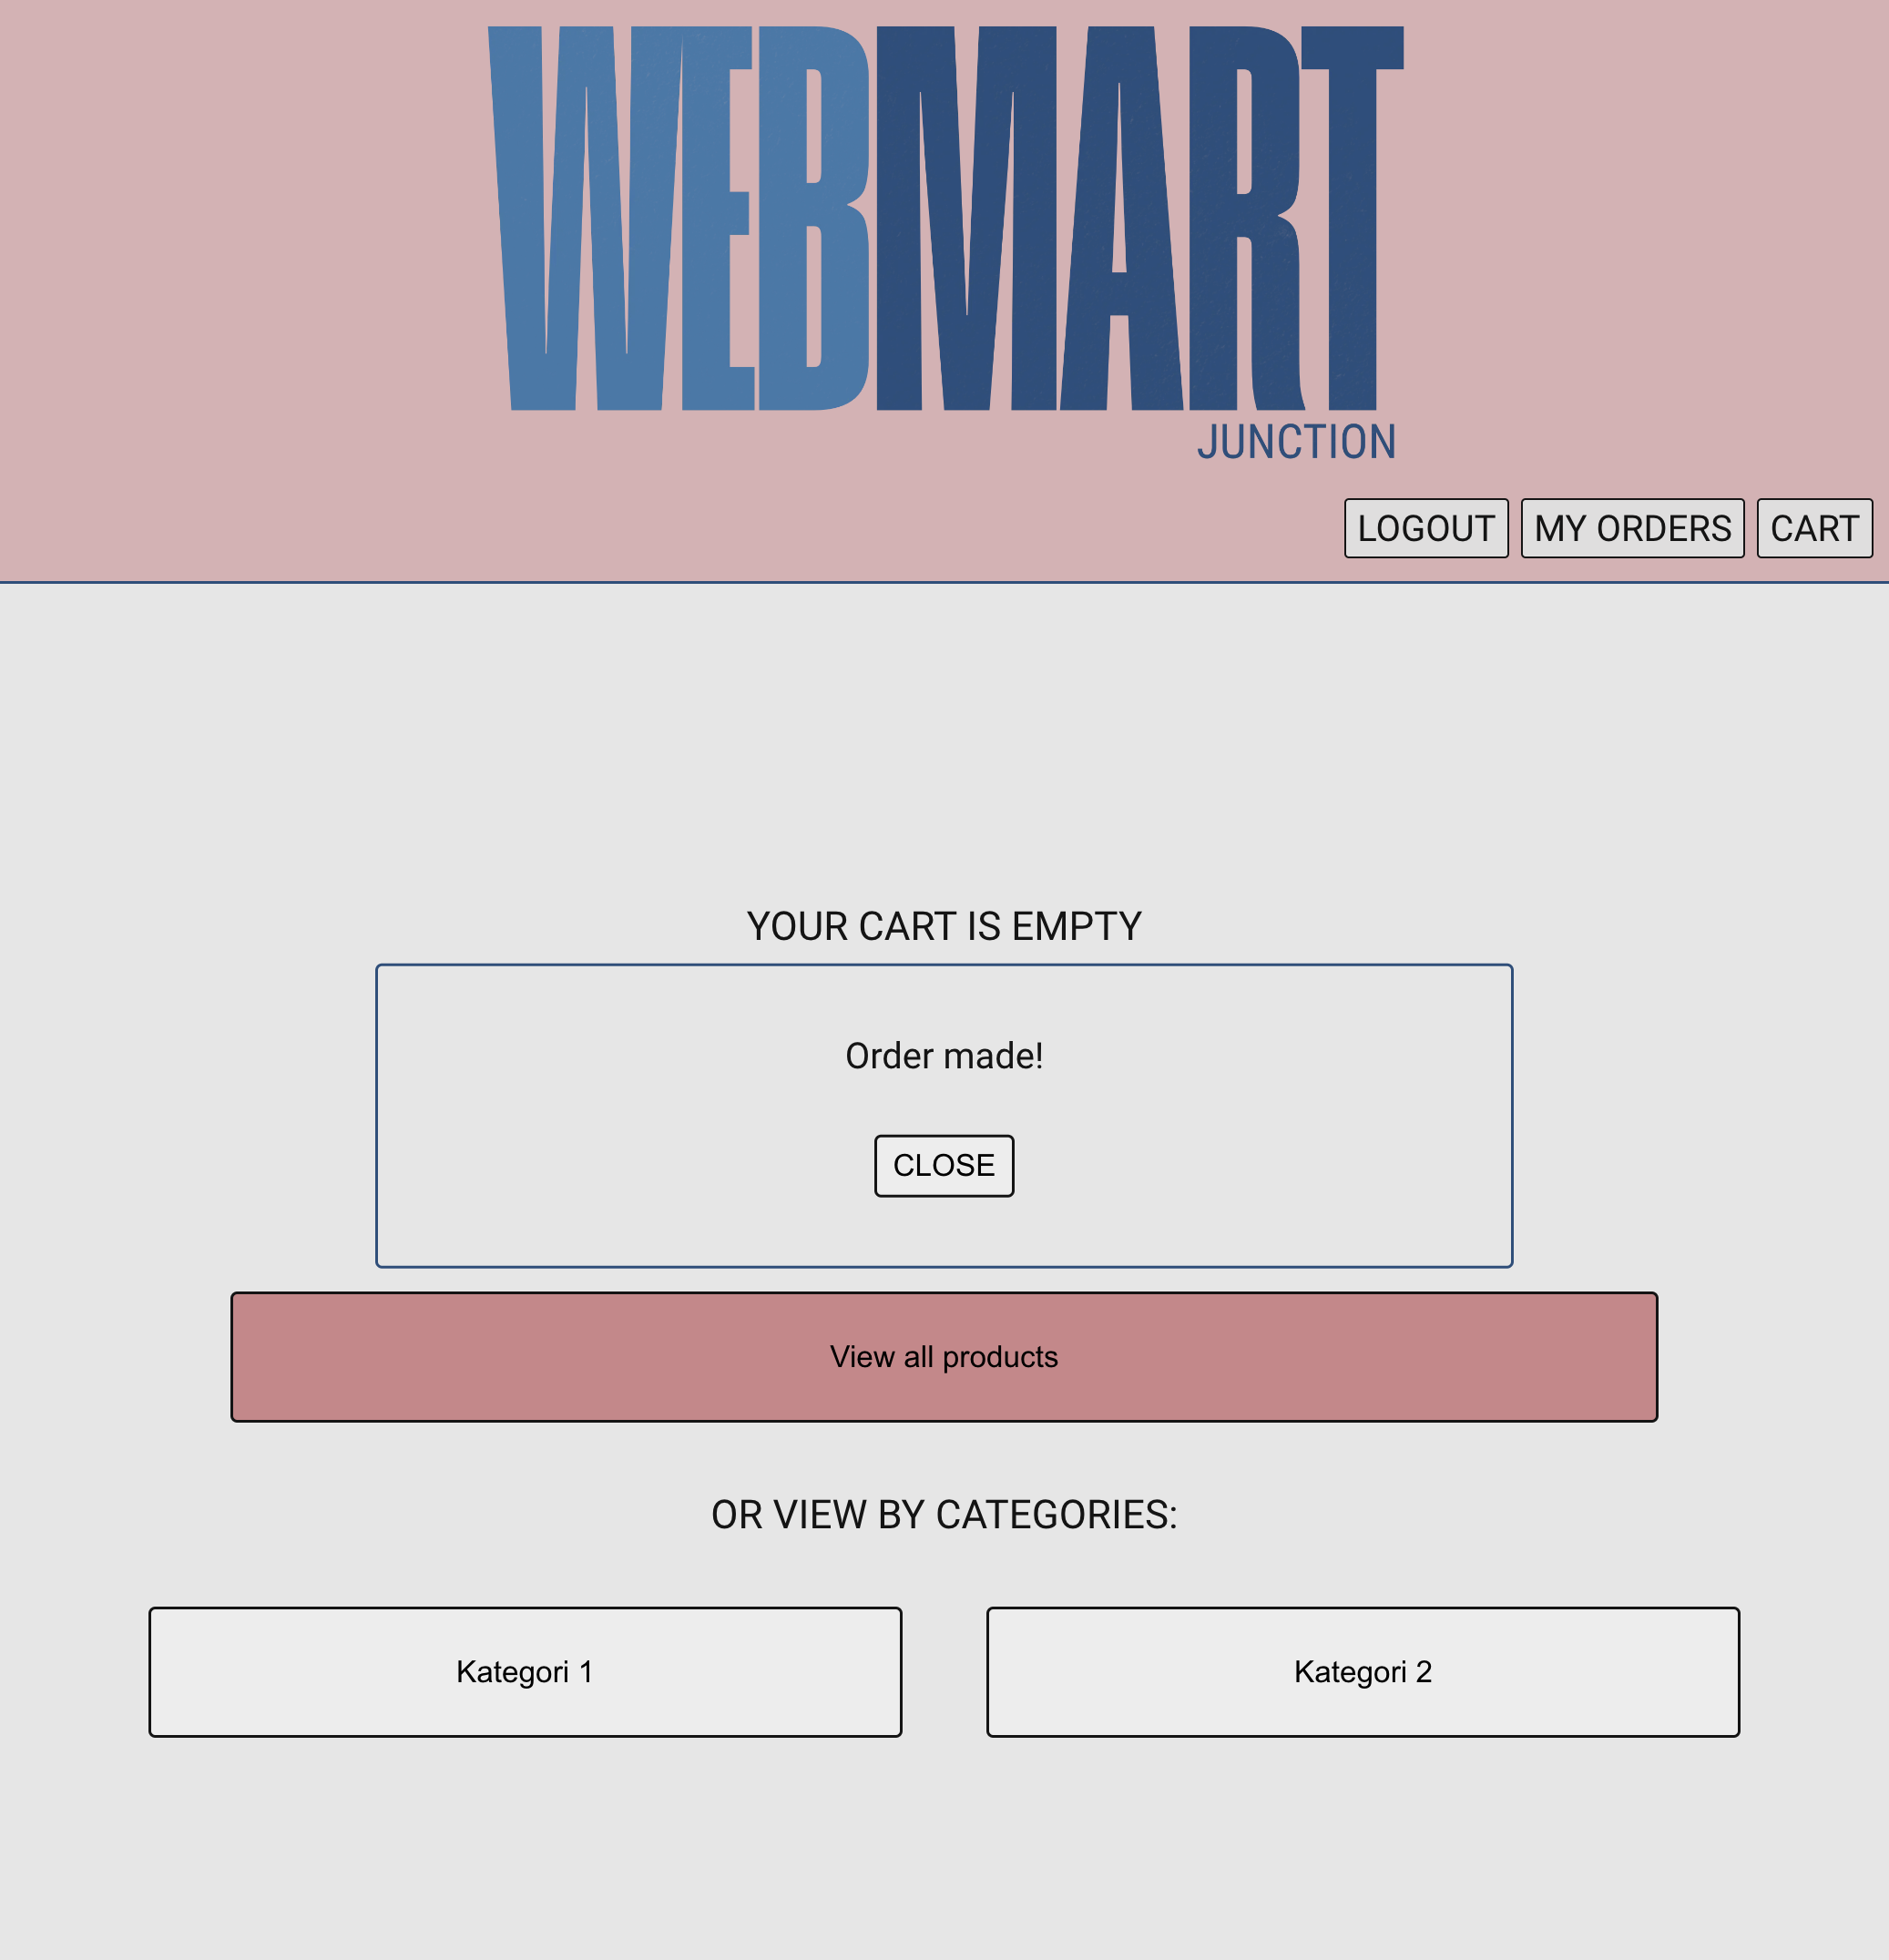 WEBMART
JUNCTION
LOGOUT MY ORDERS CART
YOUR CART IS EMPTY
Order made!
CLOSE
View all products
OR VIEW BY CATEGORIES:
Kategori 1 Kategori 2